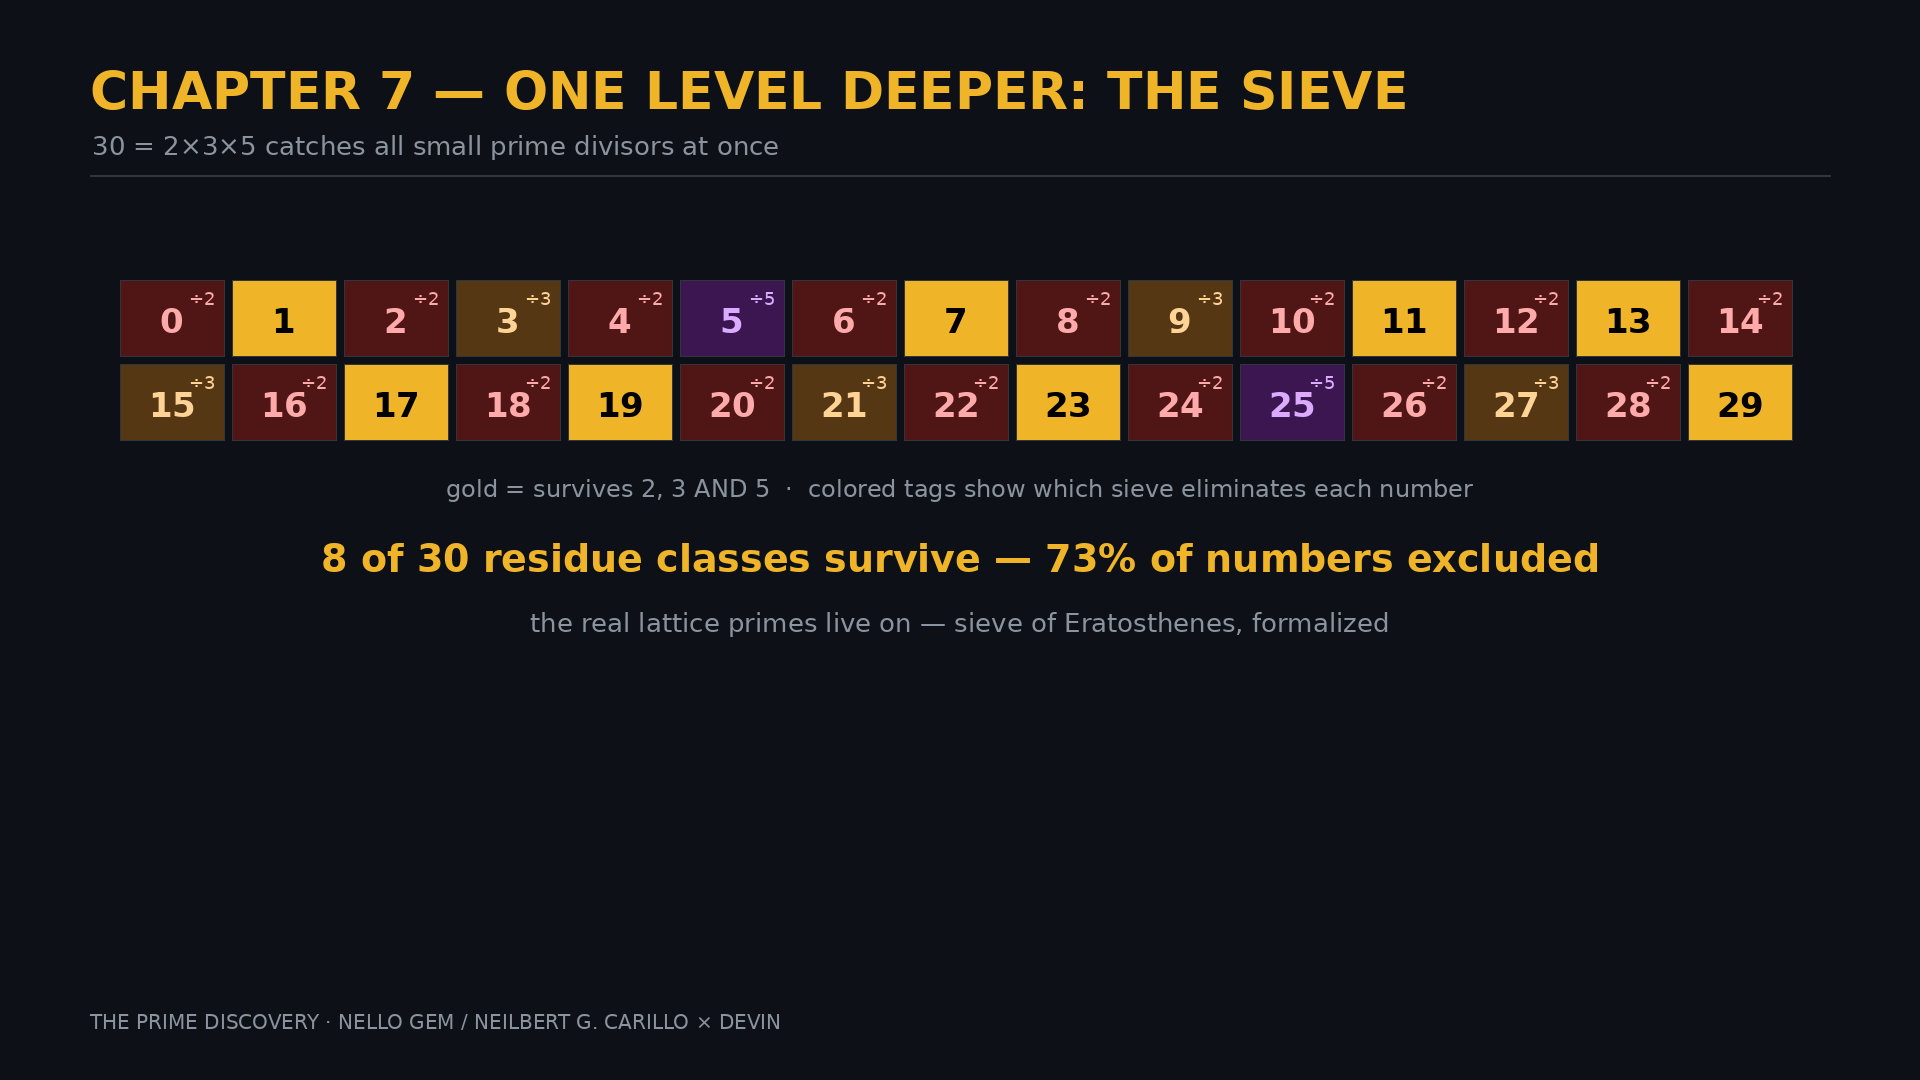 CHAPTER 7 — ONE LEVEL DEEPER: THE SIEVE
30 = 2×3×5 catches all small prime divisors at once
0 ÷2 1 2 ÷2 3 ÷3 4 ÷2 5 ÷5 6 ÷2 7 8 ÷2 9 ÷3 10 ÷2 11 12 ÷2 13 14 ÷2
15 ÷3 16 ÷2 17 18 ÷2 19 20 ÷2 21 ÷3 22 ÷2 23 24 ÷2 25 ÷5 26 ÷2 27 ÷3 28 ÷2 29
gold = survives 2, 3 AND 5 · colored tags show which sieve eliminates each number
8 of 30 residue classes survive — 73% of numbers excluded
the real lattice primes live on — sieve of Eratosthenes, formalized
THE PRIME DISCOVERY · NELLO GEM / NEILBERT G. CARILLO × DEVIN